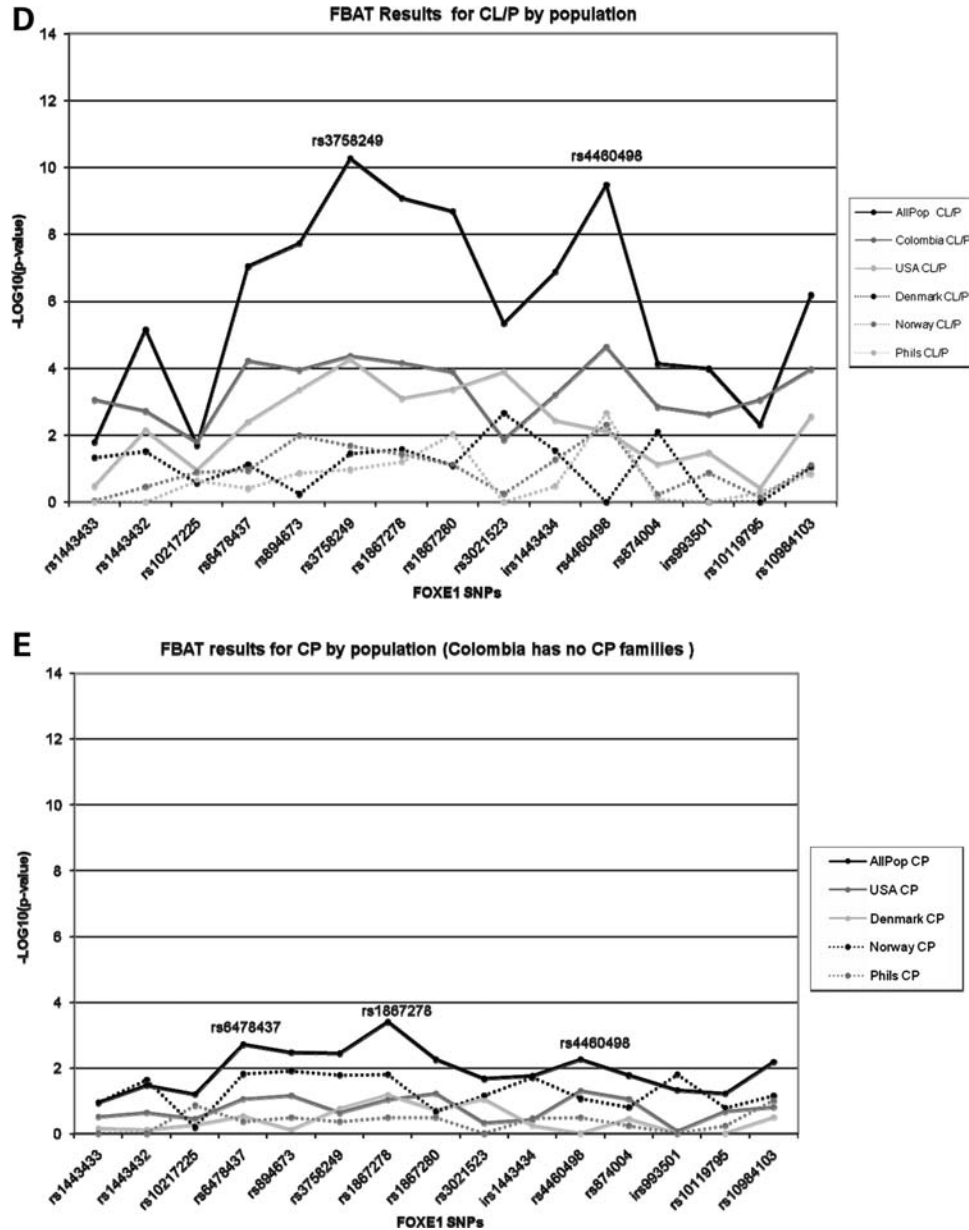 D
FBAT Results for CL/P by population
14
12
10
8
6
4
2
0
-LOG10(p-value)
rs3758249
rs4460498
rs1443433
rs1443432
rs10217225
rs6478437
rs894673
rs3758249
rs1867278
rs1867280
rs3021523
irs1443434
rs4460498
rs874004
irs993501
rs10119795
rs10984103
FOXE1 SNPs
AllPop CL/P
Colombia CL/P
USA CL/P
Denmark CL/P
Norway CL/P
Phils CL/P
E
FBAT results for CP by population (Colombia has no CP families )
14
12
10
8
6
4
2
0
-LOG10(p-value)
rs6478437
rs1867278
rs4460498
rs1443433
rs1443432
rs10217225
rs6478437
rs894673
rs3758249
rs1867278
rs1867280
rs3021523
irs1443434
rs4460498
rs874004
irs993501
rs10119795
rs10984103
FOXE1 SNPs
AllPop CP
USA CP
Denmark CP
Norway CP
Phils CP